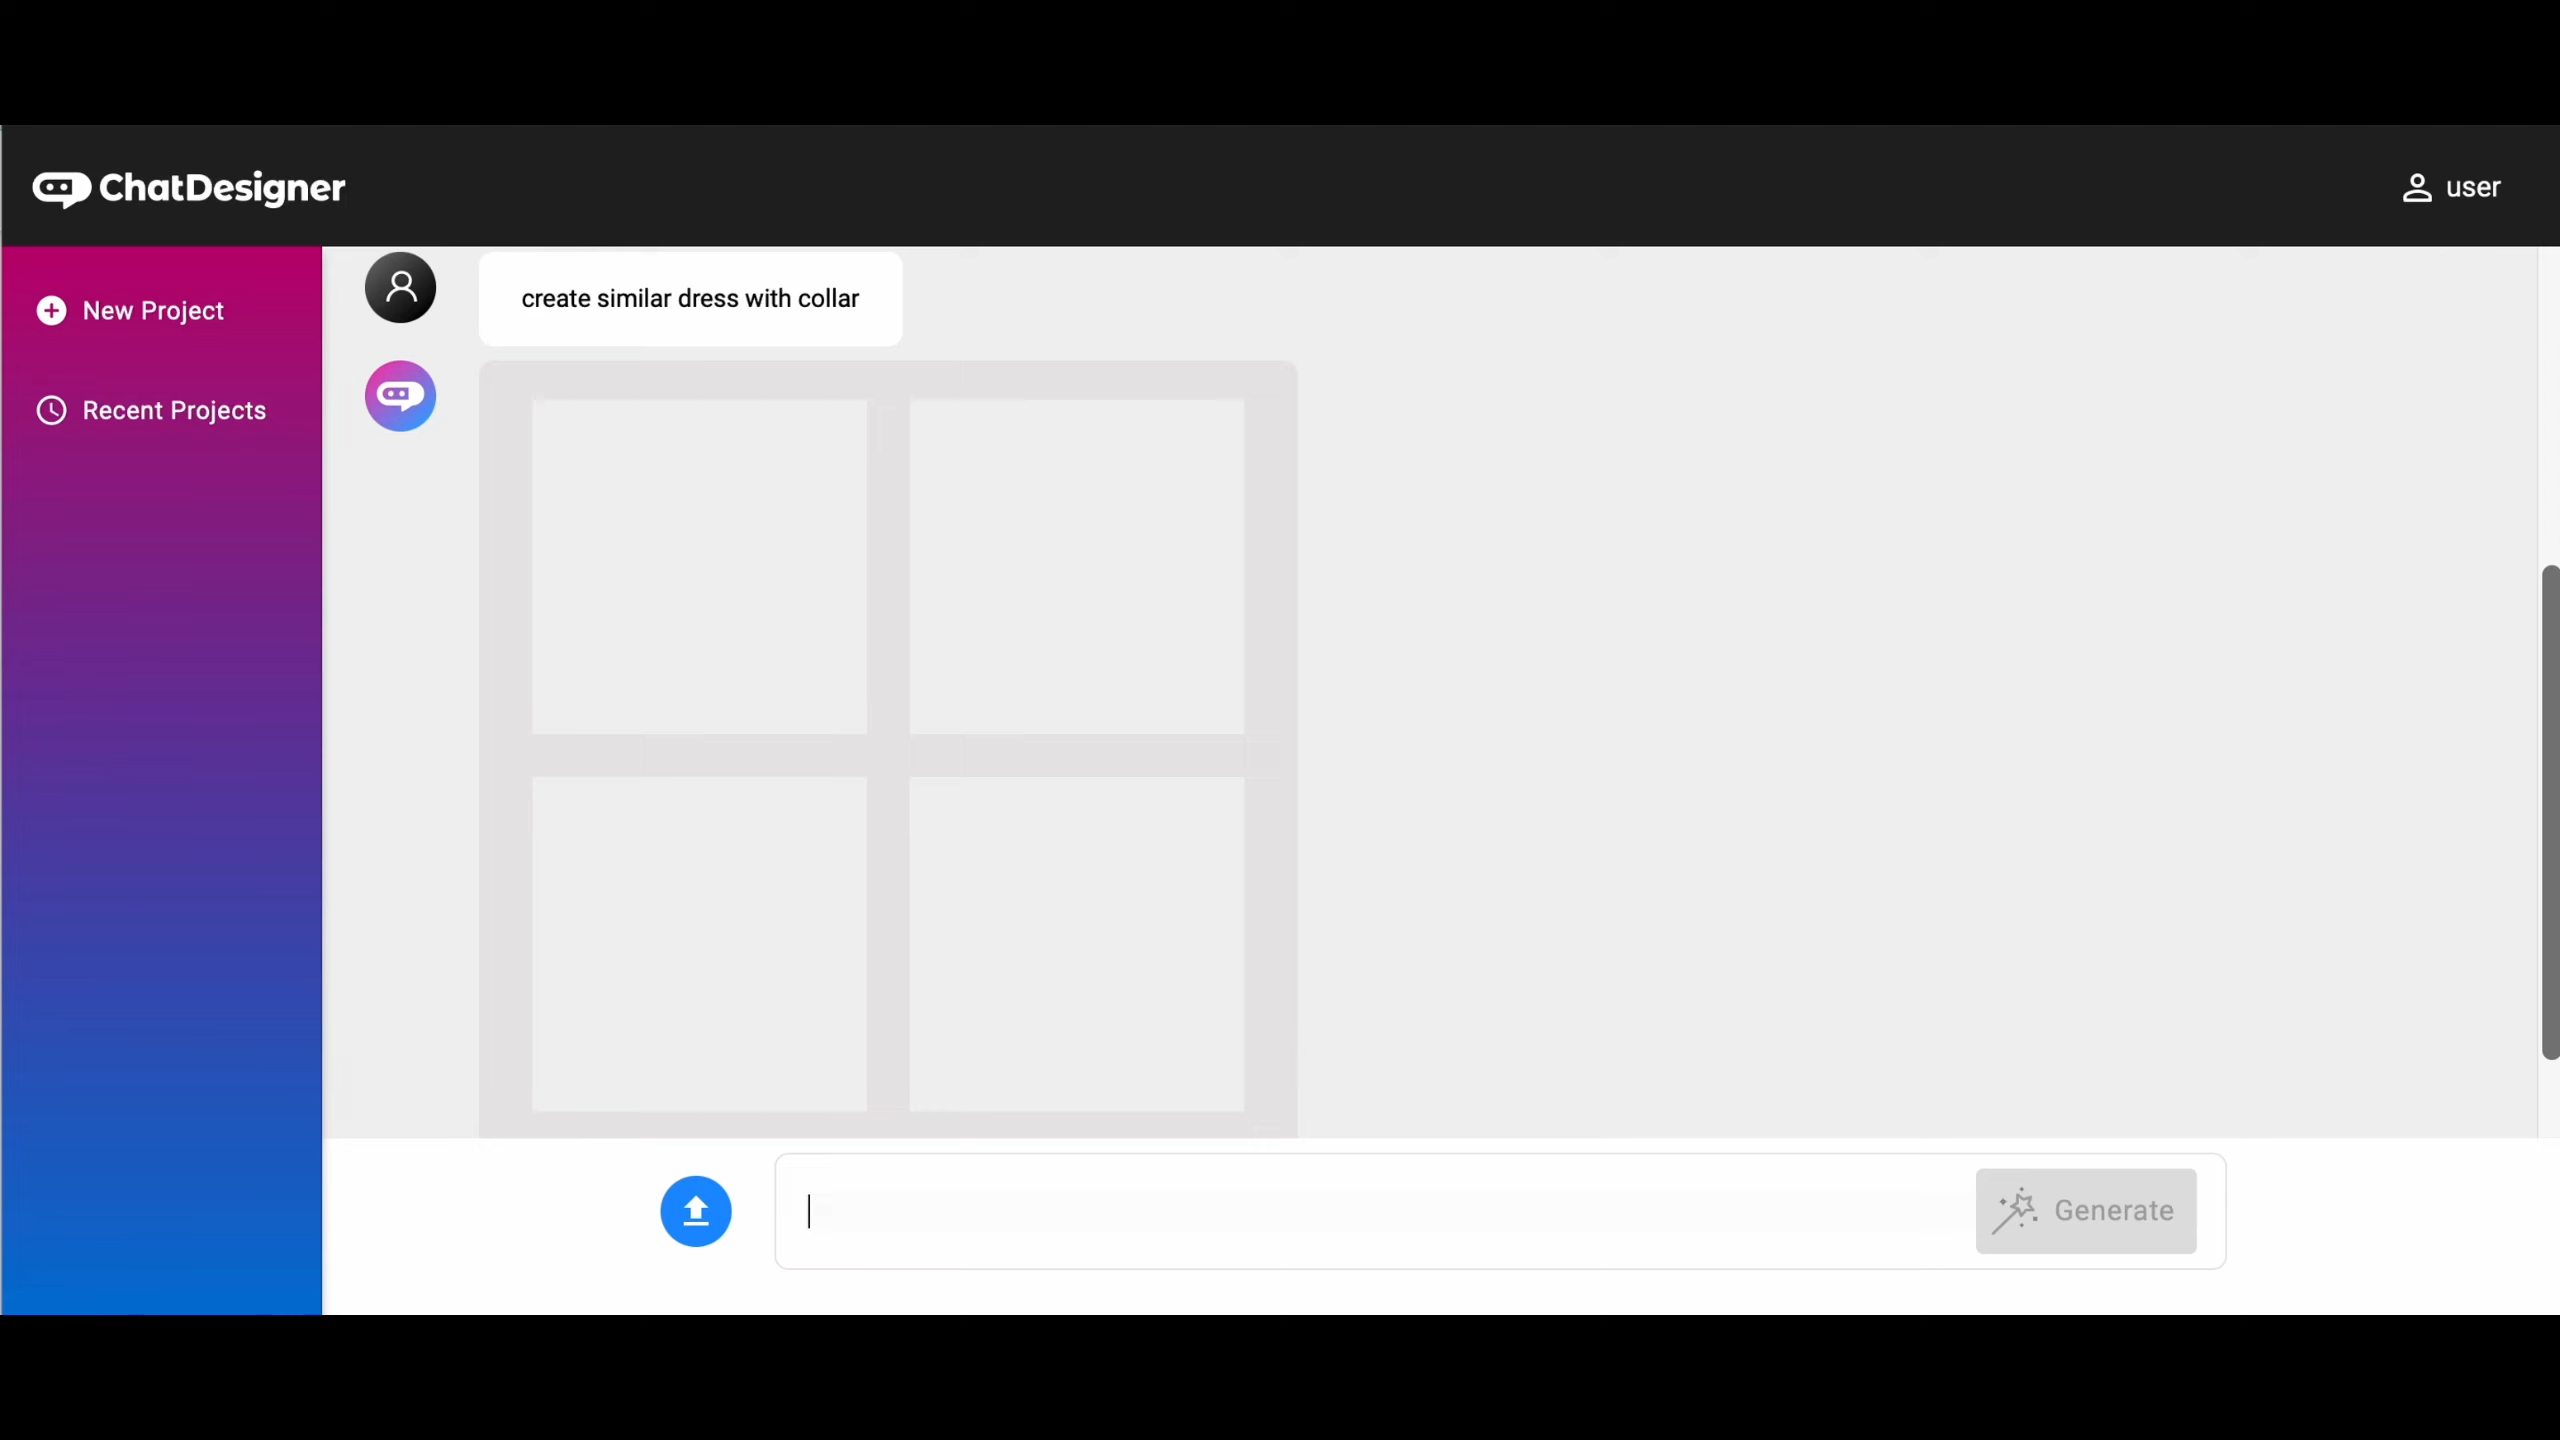 ChatDesigner
user
New Project
Recent Projects
create similar dress with collar
Generate